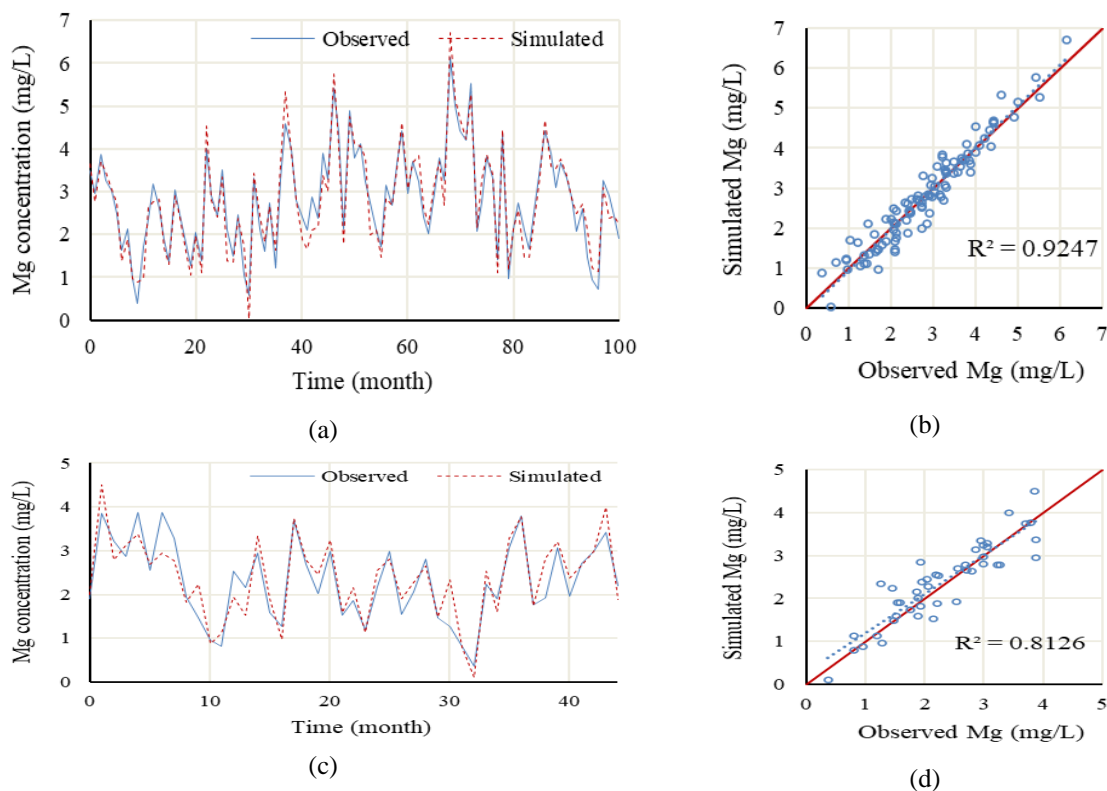 Mg concentration (mg/L)
7
6
5
4
3
2
1
0
Observed
Simulated
0
20
40
60
80
100
Time (month)
(a)
Simulated Mg (mg/L)
7
6
5
4
3
2
1
0
R² = 0.9247
0
1
2
3
4
5
6
7
Observed Mg (mg/L)
(b)
Mg concentration (mg/L)
5
4
3
2
1
0
Observed
Simulated
0
10
20
30
40
Time (month)
(c)
Simulated Mg (mg/L)
5
4
3
2
1
0
R² = 0.8126
0
1
2
3
4
5
Observed Mg (mg/L)
(d)